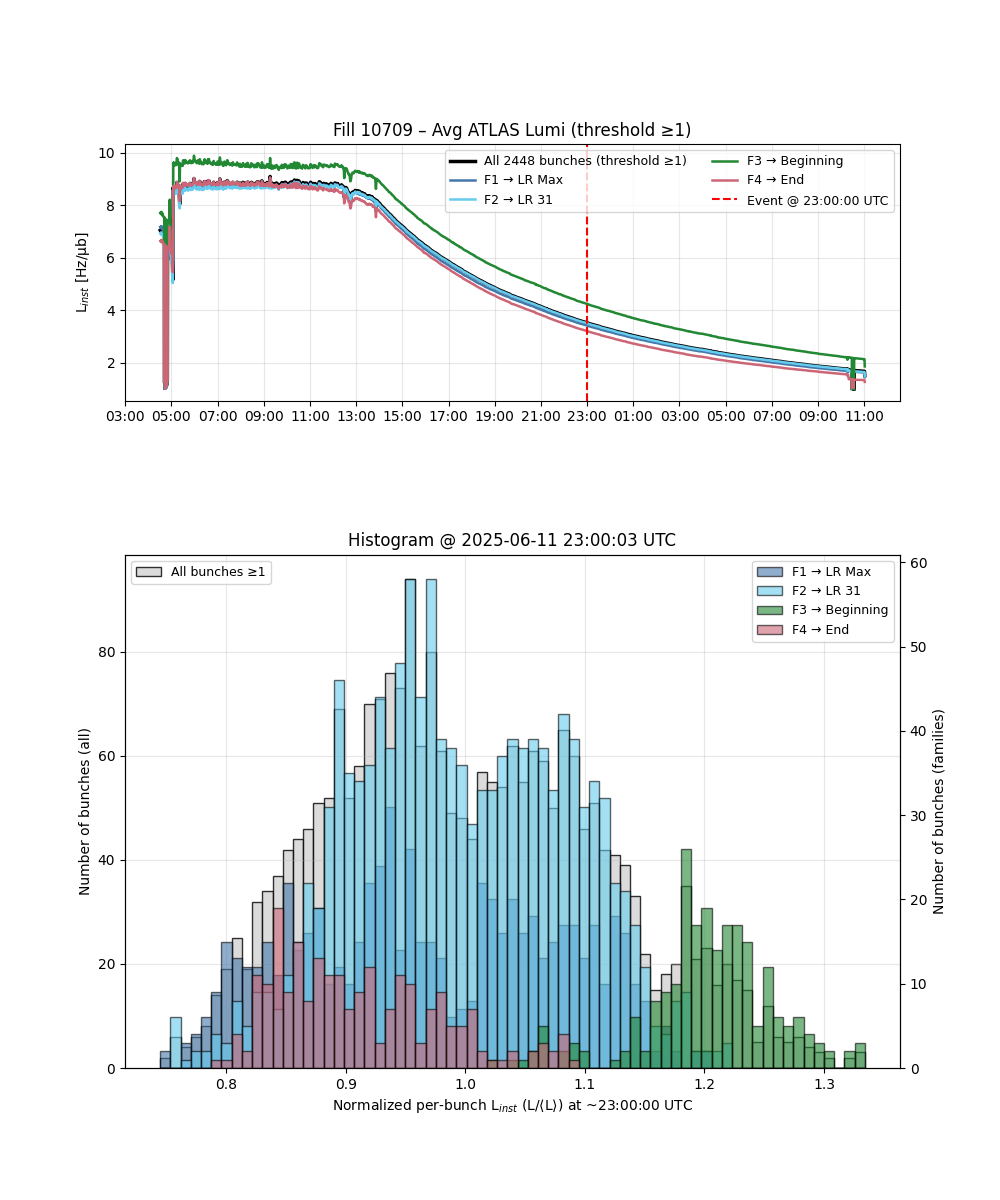 Fill 10709 – Avg ATLAS Lumi (threshold ≥1)
L_inst [Hz/μb]
10
8
6
4
2
All 2448 bunches (threshold ≥1)
F1 → LR Max
F2 → LR 31
F3 → Beginning
F4 → End
Event @ 23:00:00 UTC
03:00 05:00 07:00 09:00 11:00 13:00 15:00 17:00 19:00 21:00 23:00 01:00 03:00 05:00 07:00 09:00 11:00
Histogram @ 2025-06-11 23:00:03 UTC
All bunches ≥1
F1 → LR Max
F2 → LR 31
F3 → Beginning
F4 → End
Number of bunches (all)
80
60
40
20
0
Number of bunches (families)
60
50
40
30
20
10
0
0.8 0.9 1.0 1.1 1.2 1.3
Normalized per-bunch L_inst (L/⟨L⟩) at ~23:00:00 UTC